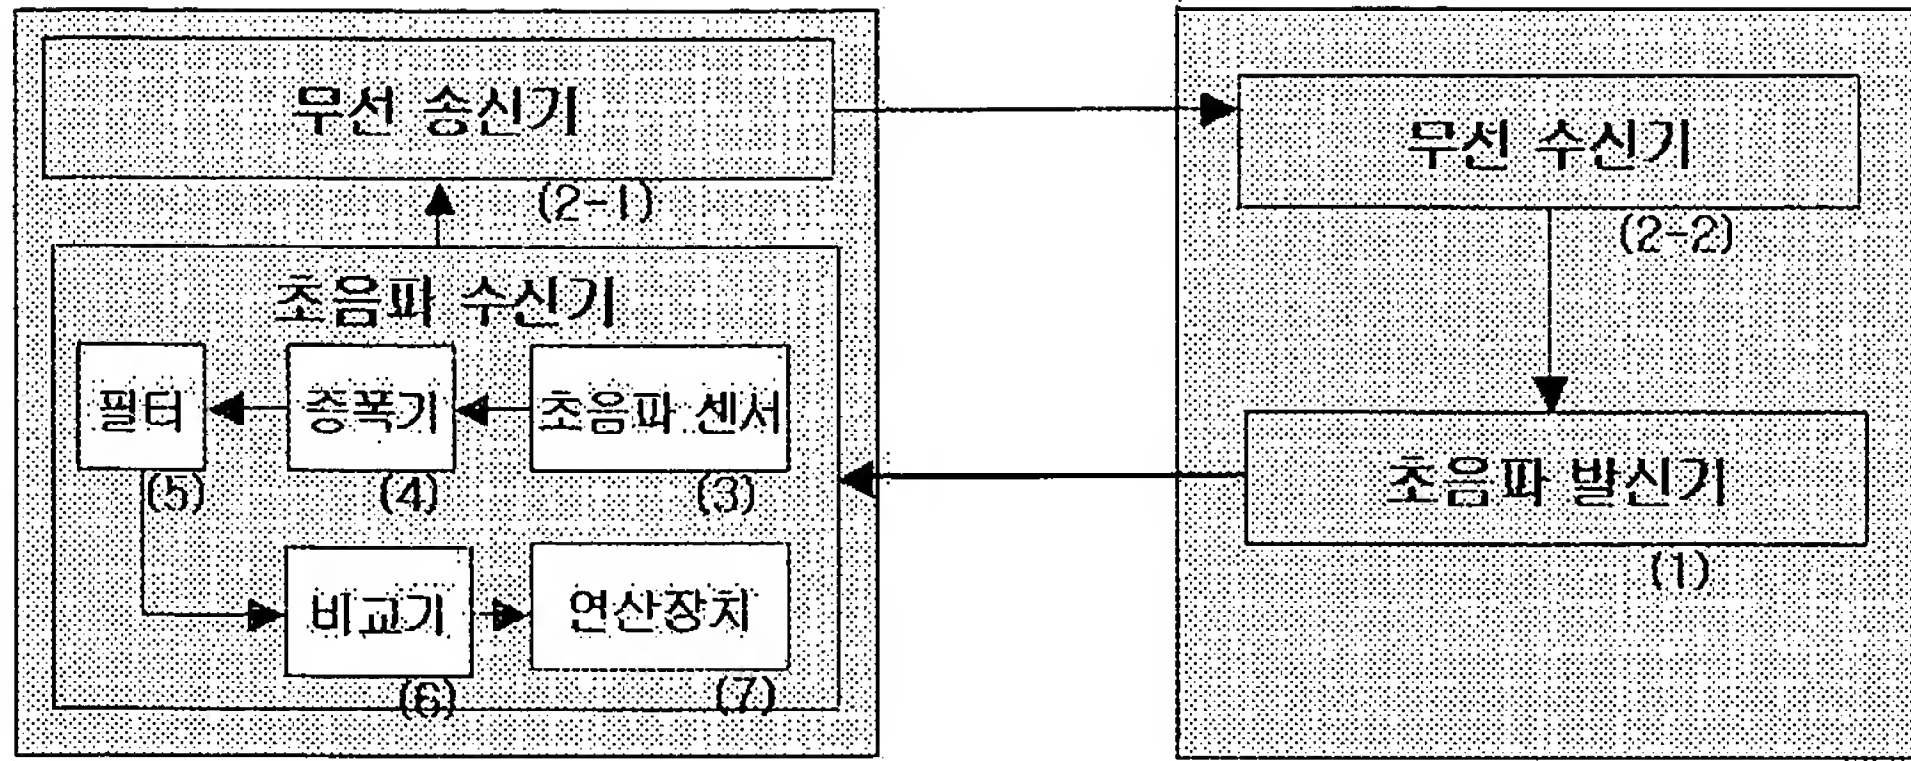 무선 송신기
(2-1)
초음파 수신기
필터
(5)
증폭기
(4)
초음파 센서
(3)
비교기
(6)
연산장치
(7)
무선 수신기
(2-2)
초음파 발신기
(1)